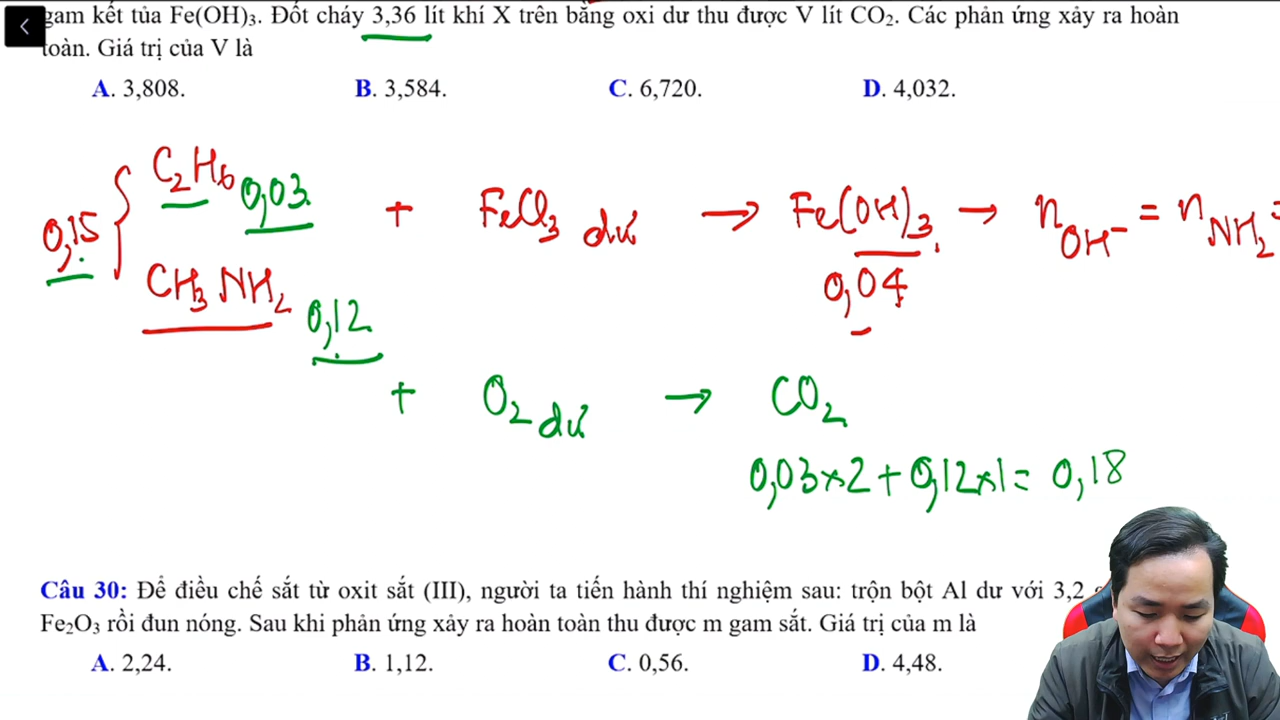 gam kết tủa Fe(OH)₃. Đốt cháy 3,36 lít khí X trên bằng oxi dư thu được V lít CO₂. Các phản ứng xảy ra hoàn
toàn. Giá trị của V là
A. 3,808. B. 3,584. C. 6,720. D. 4,032.
0,15 { C₂H₆ 0,03 + FeCl₃ dư → Fe(OH)₃ → n OH⁻ = n NH₂ =
CH₃NH₂ 0,12 0,04
+ O₂ dư → CO₂
0,03×2 + 0,12×1 = 0,18
Câu 30: Để điều chế sắt từ oxit sắt (III), người ta tiến hành thí nghiệm sau: trộn bột Al dư với 3,2
Fe₂O₃ rồi đun nóng. Sau khi phản ứng xảy ra hoàn toàn thu được m gam sắt. Giá trị của m là
A. 2,24. B. 1,12. C. 0,56. D. 4,48.